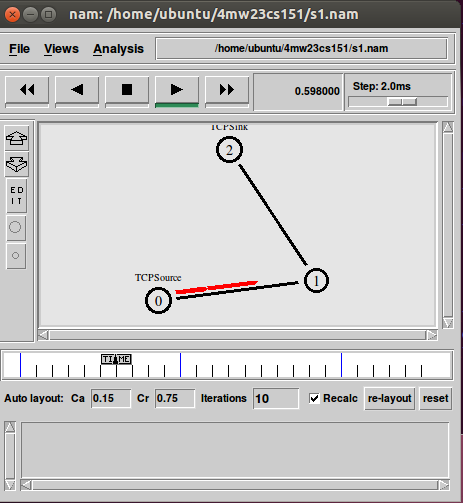 nam: /home/ubuntu/4mw23cs151/s1.nam
File Views Analysis /home/ubuntu/4mw23cs151/s1.nam
0.598000 Step: 2.0ms
TCPSink
2
ED
IT
TCPSource
1
0
TIME
Auto layout: Ca 0.15 Cr 0.75 Iterations 10 Recalc re-layout reset